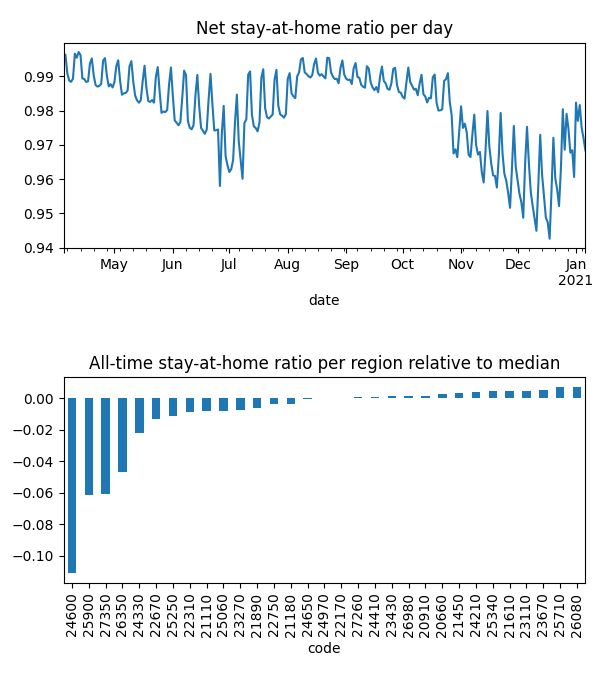 Net stay-at-home ratio per day
0.99
0.98
0.97
0.96
0.95
0.94
May Jun Jul Aug Sep Oct Nov Dec Jan
2021
date
All-time stay-at-home ratio per region relative to median
0.00
−0.02
−0.04
−0.06
−0.08
−0.10
24600 25900 27350 26350 24330 22670 25250 22310 21110 25060 23270 21890 22750 21180 24650 24970 22170 27260 24410 23430 26980 20910 20660 21450 24210 25340 21610 23110 23670 25710 26080
code